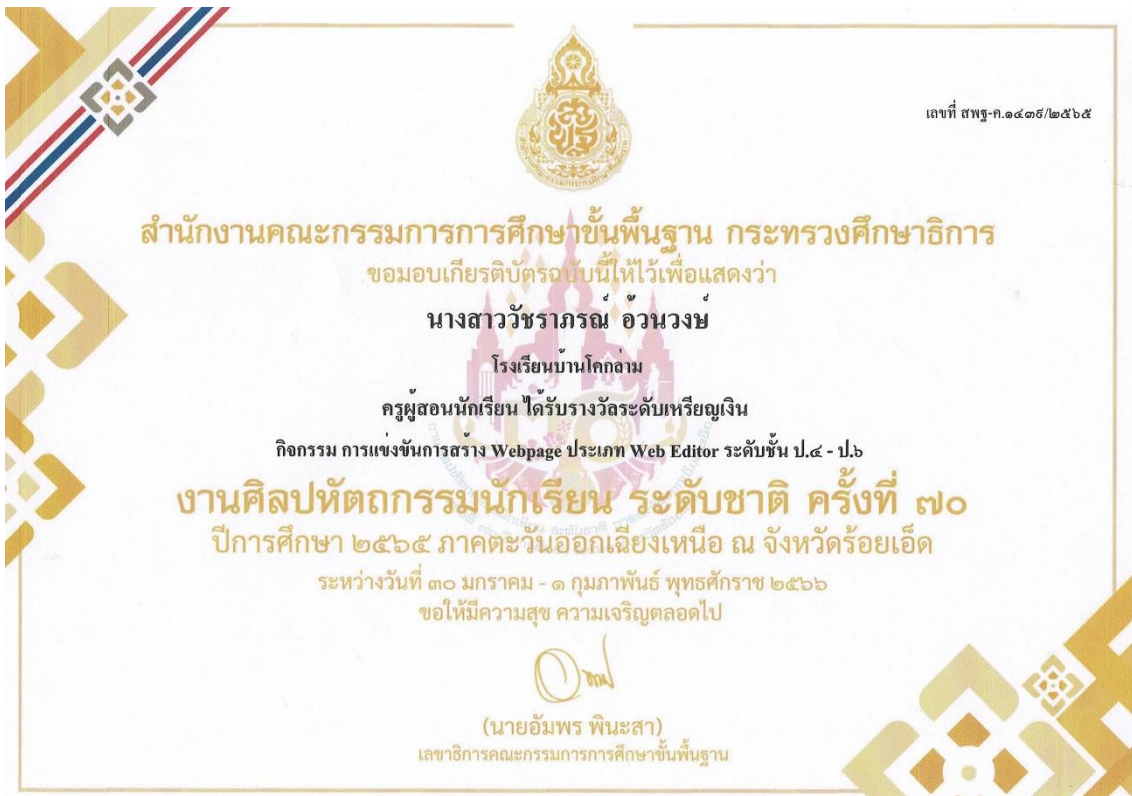 เลขที่ สพฐ-ค.๑๔๓๙/๒๕๖๕
สำนักงานคณะกรรมการการศึกษาขั้นพื้นฐาน กระทรวงศึกษาธิการ
ขอมอบเกียรติบัตรฉบับนี้ให้ไว้เพื่อแสดงว่า
นางสาววัชราภรณ์ อ้วนวงษ์
โรงเรียนบ้านโคกล่าม
ครูผู้สอนนักเรียน ได้รับรางวัลระดับเหรียญเงิน
กิจกรรม การแข่งขันการสร้าง Webpage ประเภท Web Editor ระดับชั้น ป.๔ - ป.๖
งานศิลปหัตถกรรมนักเรียน ระดับชาติ ครั้งที่ ๗๐
ปีการศึกษา ๒๕๖๕ ภาคตะวันออกเฉียงเหนือ ณ จังหวัดร้อยเอ็ด
ระหว่างวันที่ ๓๐ มกราคม - ๑ กุมภาพันธ์ พุทธศักราช ๒๕๖๖
ขอให้มีความสุข ความเจริญตลอดไป
(นายอัมพร พินะสา)
เลขาธิการคณะกรรมการการศึกษาขั้นพื้นฐาน